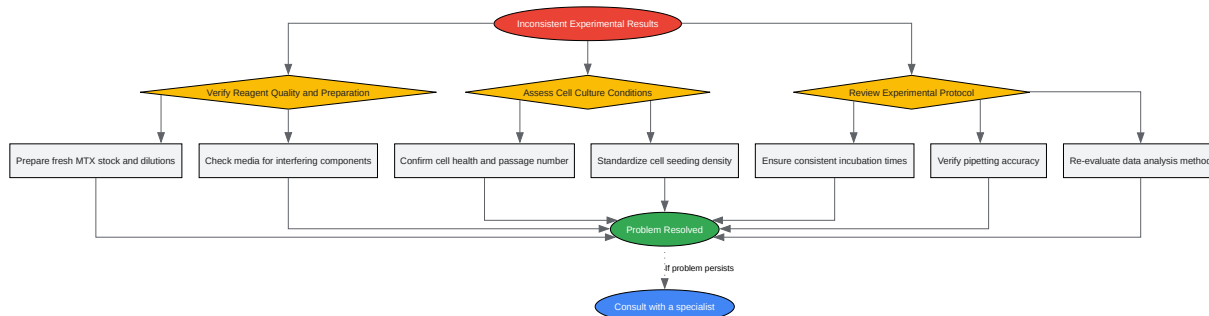 Inconsistent Experimental Results
Verify Reagent Quality and Preparation
Assess Cell Culture Conditions
Review Experimental Protocol
Prepare fresh MTX stock and dilutions
Check media for interfering components
Confirm cell health and passage number
Standardize cell seeding density
Ensure consistent incubation times
Verify pipetting accuracy
Re-evaluate data analysis method
Problem Resolved
If problem persists
Consult with a specialist